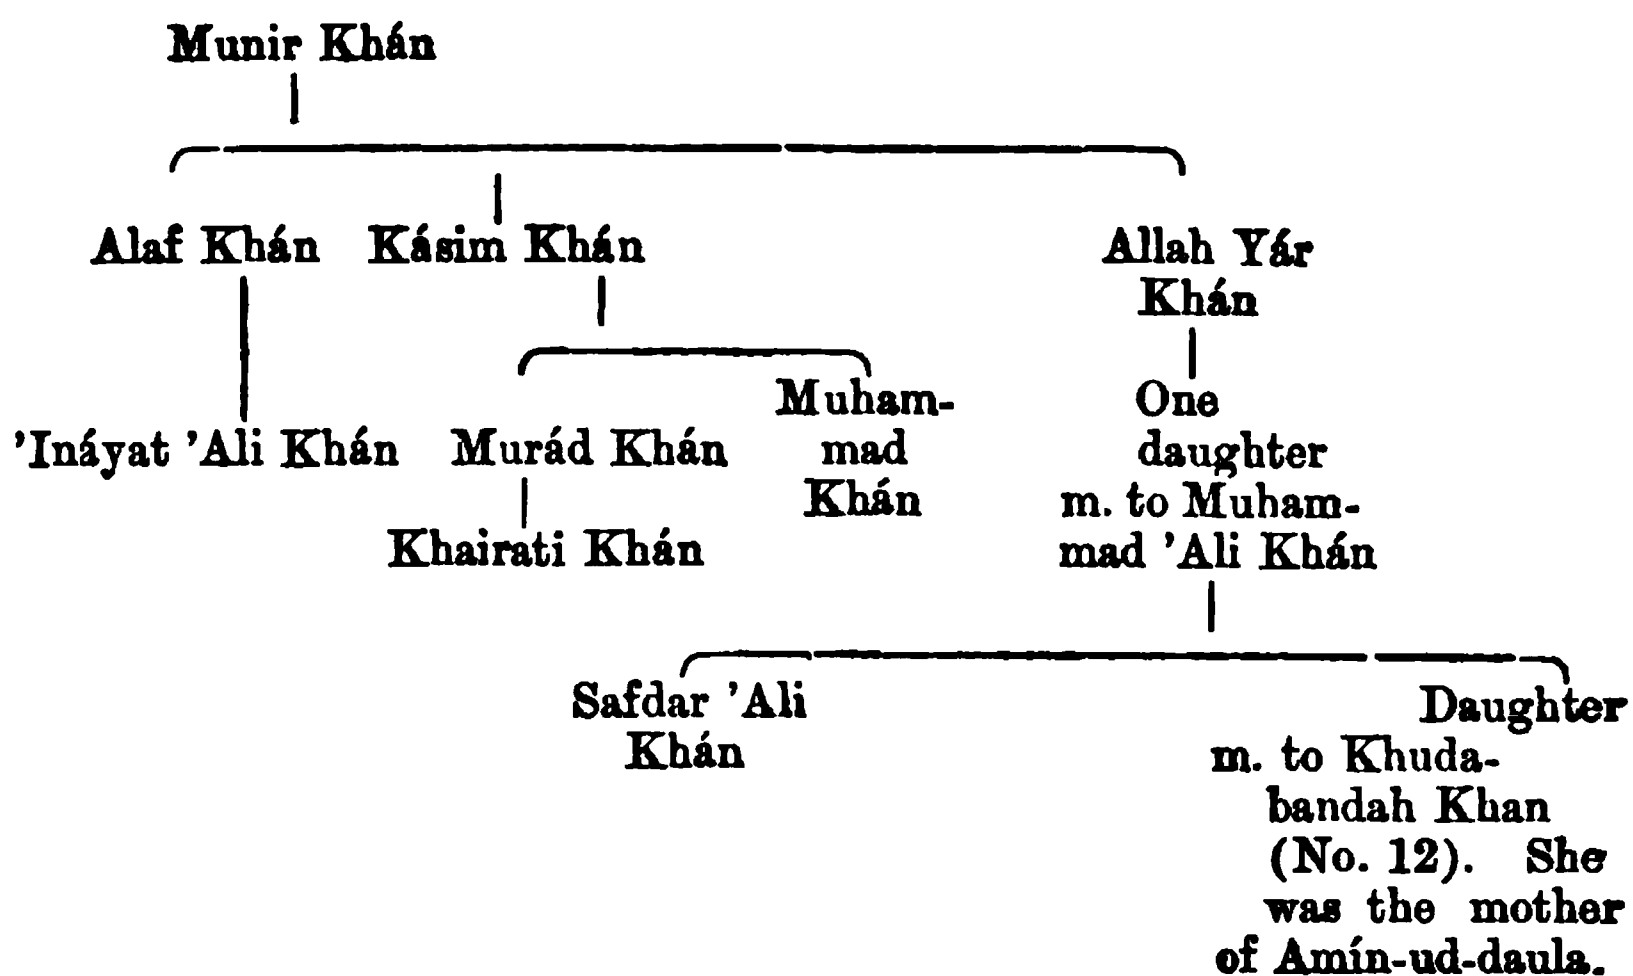 Munir Khán
Alaf Khán
Kásim Khán
Allah Yár
Khán
'Ináyat 'Ali Khán
Murád Khán
Khairati Khán
Muham-
mad
Khán
One
daughter
m. to Muham-
mad 'Ali Khán
Safdar 'Ali
Khán
Daughter
m. to Khuda-
bandah Khan
(No. 12). She
was the mother
of Amín-ud-daula.